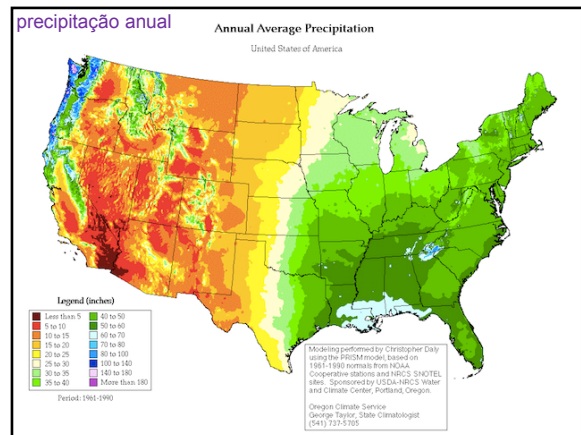 precipitação anual
Annual Average Precipitation
United States of America
Legend (inches)
Less than 5
5 to 10
10 to 15
15 to 20
20 to 25
25 to 30
30 to 35
35 to 40
40 to 50
50 to 60
60 to 70
70 to 80
80 to 100
100 to 140
140 to 180
More than 180
Period: 1961-1990
Modeling performed by Christopher Daly
using the PRISM model, based on
1961-1990 normals from NOAA
Cooperative stations and NRCS SNOTEL
sites. Sponsored by USDA-NRCS Water
and Climate Center, Portland, Oregon.
Oregon Climate Service
George Taylor, State Climatologist
(541) 737-5705